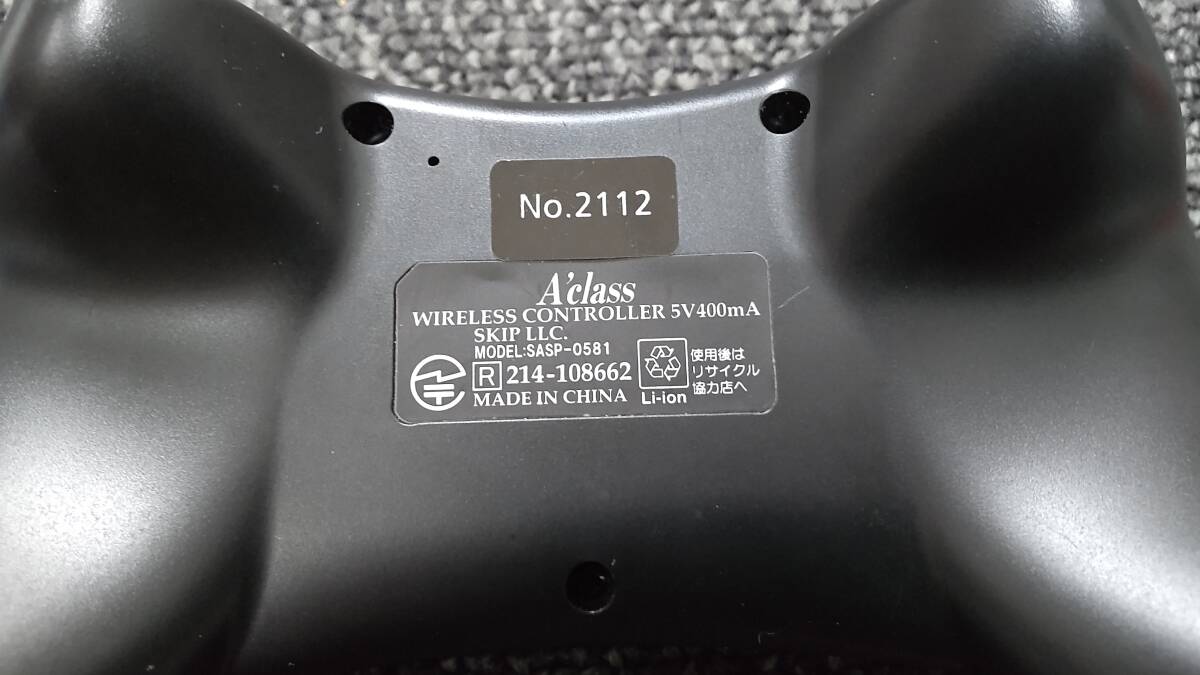 No.2112
A'class
WIRELESS CONTROLLER 5V400mA
SKIP LLC.
MODEL:SASP-0581
R 214-108662
MADE IN CHINA
Li-ion
使用後は
リサイクル
協力店へ